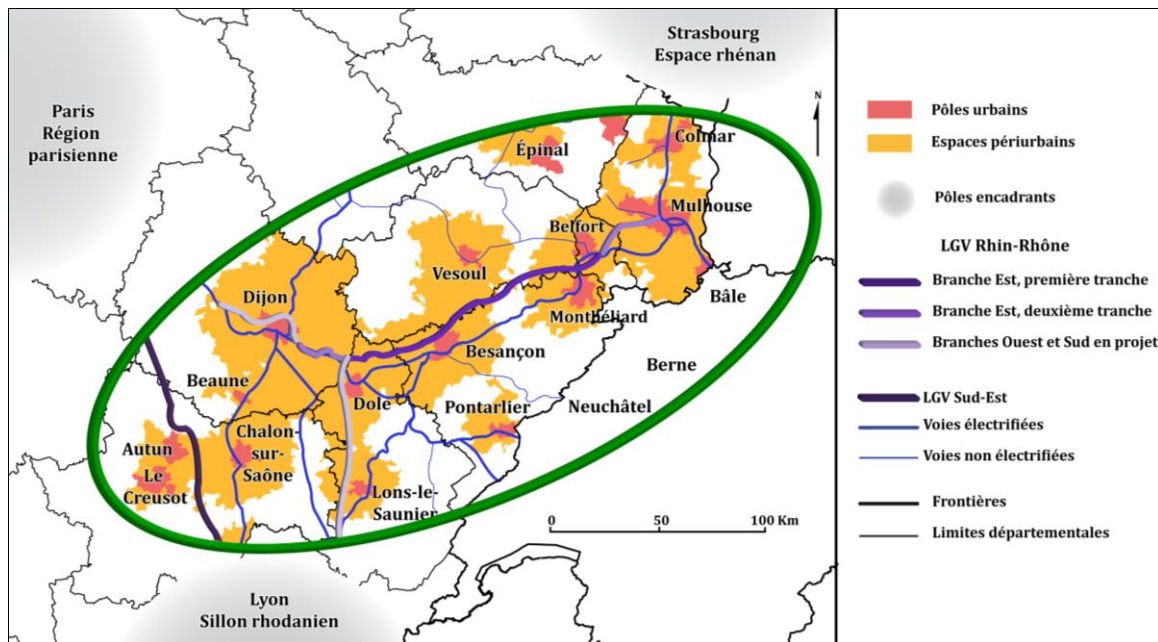 Strasbourg
Espace rhénan
Paris
Région
parisienne
N
Colmar
Épinal
Mulhouse
Belfort
Vesoul
Bâle
Dijon
Montbéliard
Besançon
Berne
Beaune
Dole
Pontarlier
Neuchâtel
Autun
Le
Creusot
Chalon-
sur-
Saône
Lons-le-
Saunier
0 50 100 Km
Lyon
Sillon rhodanien
Pôles urbains
Espaces périurbains
Pôles encadrants
LGV Rhin-Rhône
Branche Est, première tranche
Branche Est, deuxième tranche
Branches Ouest et Sud en projet
LGV Sud-Est
Voies électrifiées
Voies non électrifiées
Frontières
Limites départementales